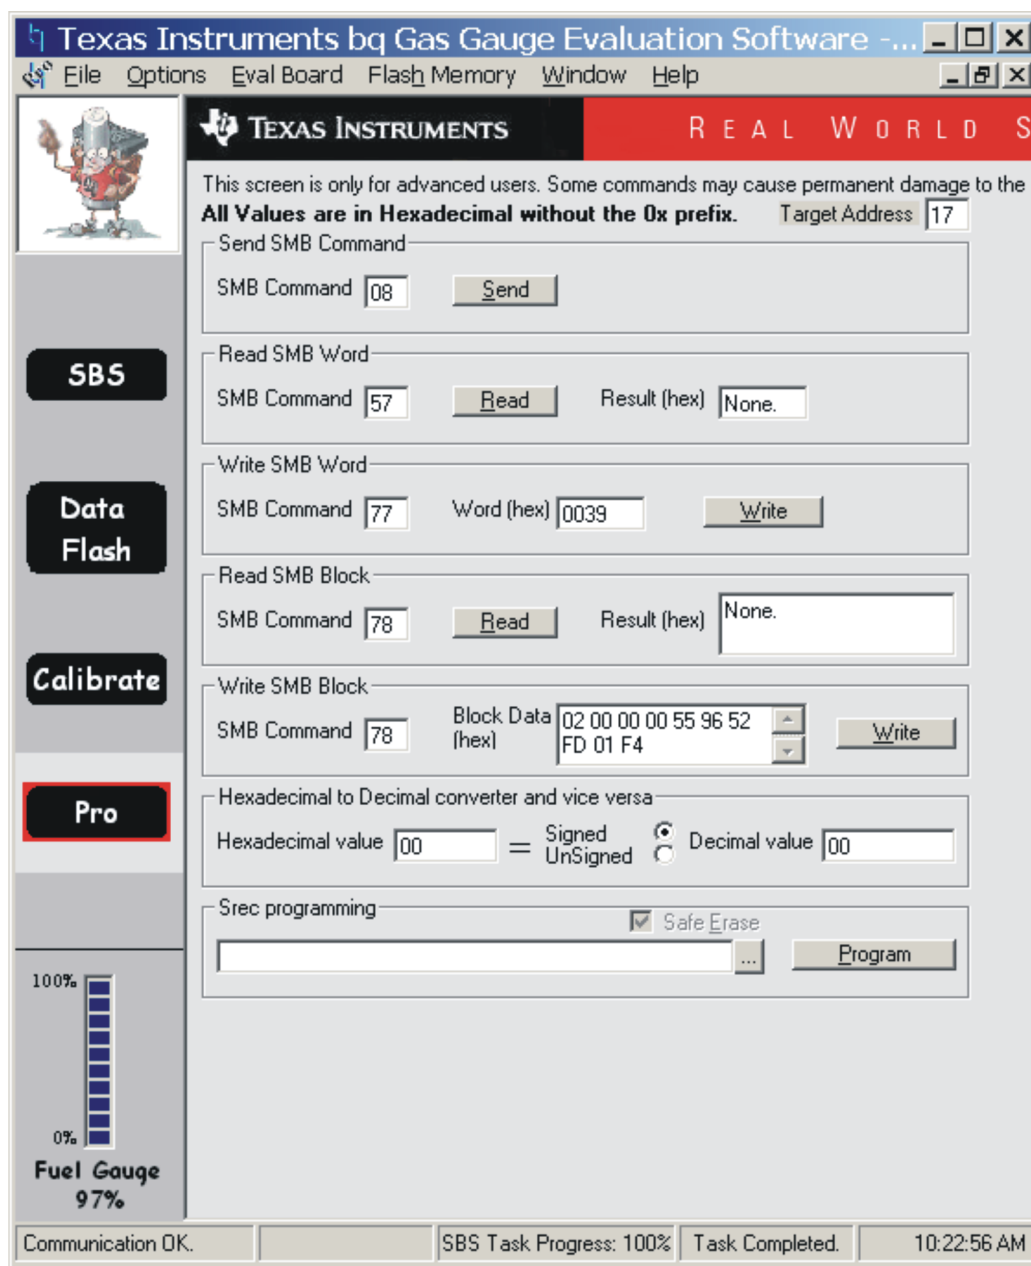 Texas Instruments bq Gas Gauge Evaluation Software -...
File Options Eval Board Flash Memory Window Help
TEXAS INSTRUMENTS REAL WORLD S
This screen is only for advanced users. Some commands may cause permanent damage to the
All Values are in Hexadecimal without the 0x prefix. Target Address 17
Send SMB Command
SMB Command 08 Send
Read SMB Word
SMB Command 57 Read Result (hex) None.
Write SMB Word
SMB Command 77 Word (hex) 0039 Write
Read SMB Block
SMB Command 78 Read Result (hex) None.
Write SMB Block
SMB Command 78 Block Data (hex) 02 00 00 00 55 96 52
FD 01 F4 Write
Hexadecimal to Decimal converter and vice versa
Hexadecimal value 00 = Signed
UnSigned Decimal value 00
Srec programming
Safe Erase
... Program
SBS
Data
Flash
Calibrate
Pro
100%
0%
Fuel Gauge
97%
Communication OK. SBS Task Progress: 100% Task Completed. 10:22:56 AM